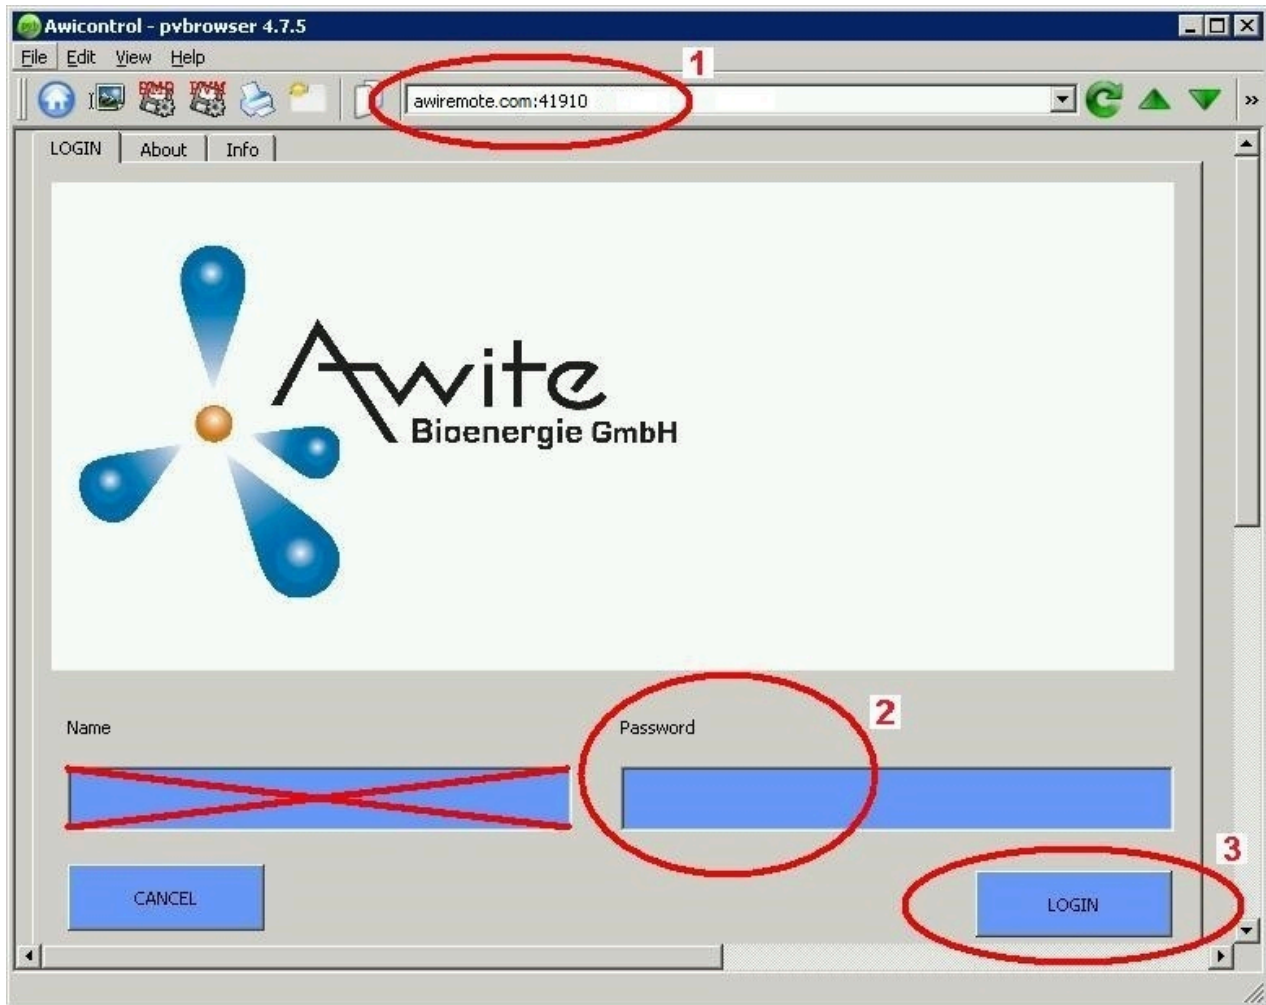 Awicontrol - pvbrowser 4.7.5
File Edit View Help
1
awiremote.com:41910
»
LOGIN About Info
Awite
Bioenergie GmbH
2
Name Password
3
CANCEL LOGIN